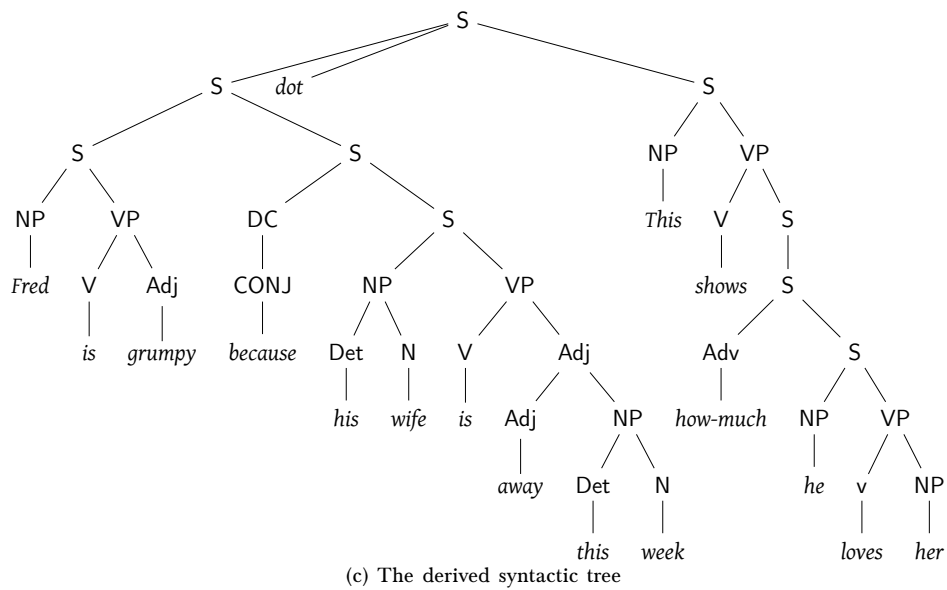 S
S dot S
S S NP VP
NP VP DC S This V S
Fred V Adj CONJ NP VP shows S
is grumpy because Det N V Adj Adv S
his wife is Adj NP how-much NP VP
away Det N he v NP
this week loves her
(c) The derived syntactic tree